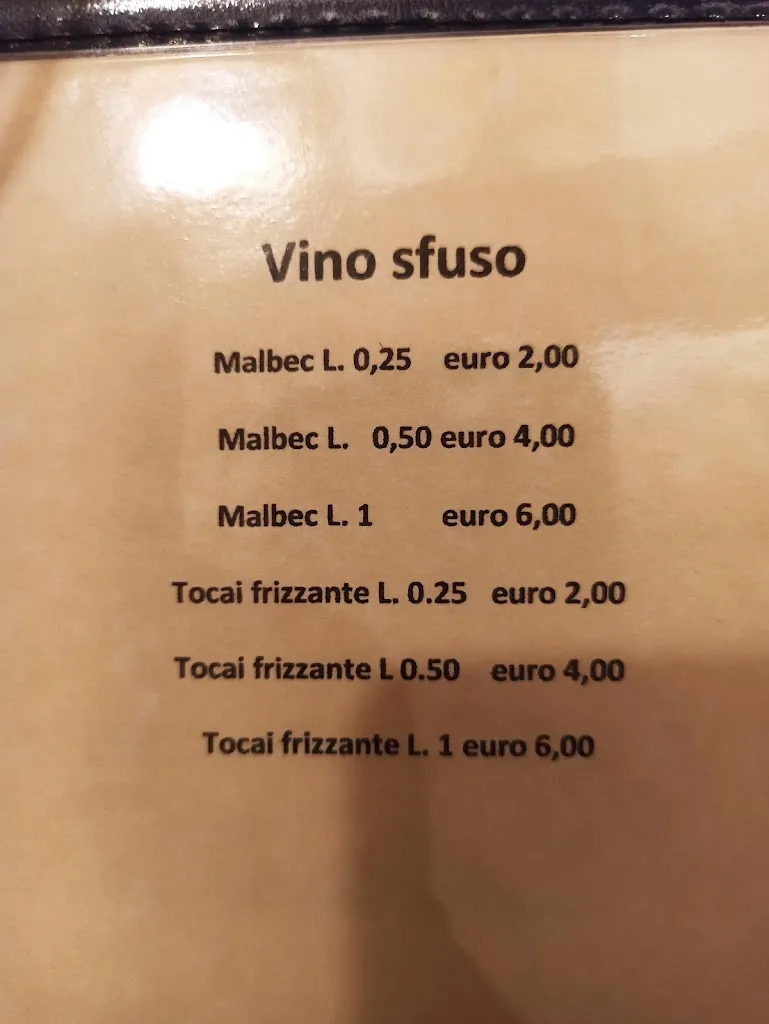 Vino sfuso
Malbec L. 0,25 euro 2,00
Malbec L. 0,50 euro 4,00
Malbec L. 1 euro 6,00
Tocai frizzante L. 0.25 euro 2,00
Tocai frizzante L 0.50 euro 4,00
Tocai frizzante L. 1 euro 6,00